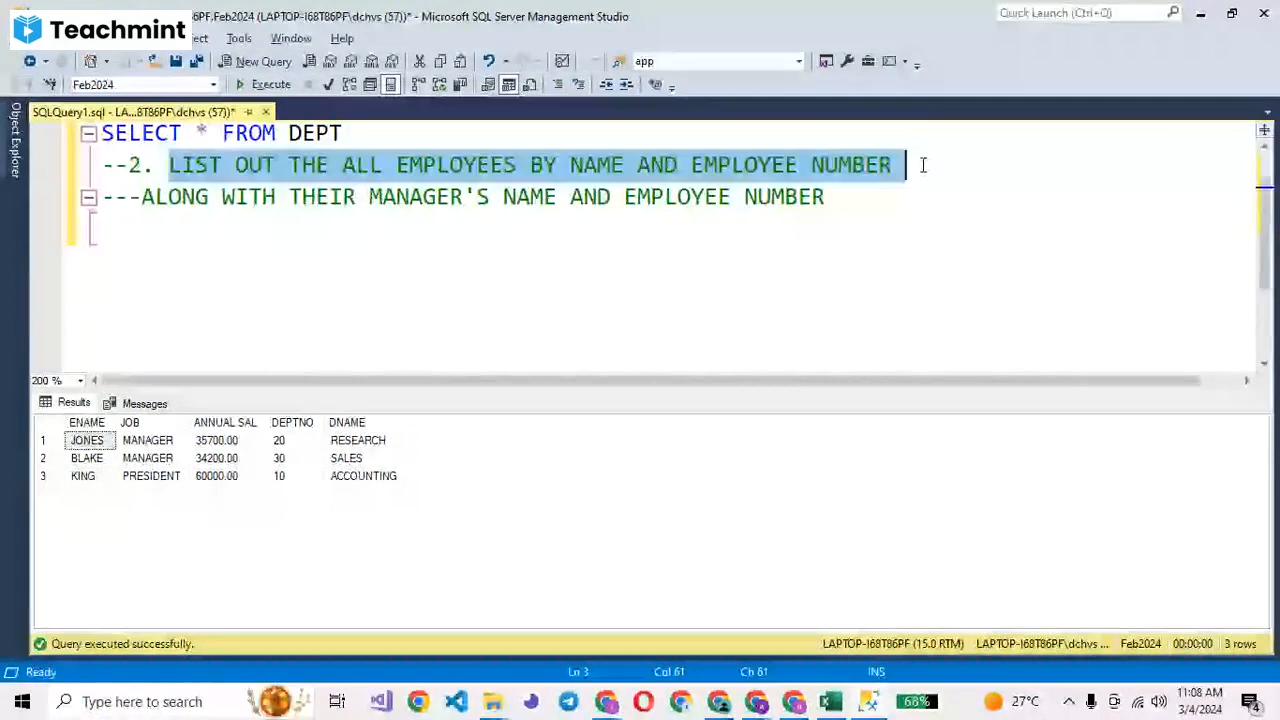 86PF.Feb2024 (LAPTOP-I68T86PF\dchvs (57))* - Microsoft SQL Server Management Studio
Quick Launch (Ctrl+Q)
Teachmint
Tools Window Help
New Query
app
Feb2024
Execute
Object Explorer
SQLQuery1.sql - LA...8T86PF\dchvs (57))*
SELECT * FROM DEPT
--2. LIST OUT THE ALL EMPLOYEES BY NAME AND EMPLOYEE NUMBER
---ALONG WITH THEIR MANAGER'S NAME AND EMPLOYEE NUMBER
200 %
Results Messages
ENAME JOB ANNUAL SAL DEPTNO DNAME
1 JONES MANAGER 35700.00 20 RESEARCH
2 BLAKE MANAGER 34200.00 30 SALES
3 KING PRESIDENT 60000.00 10 ACCOUNTING
Query executed successfully.
LAPTOP-I68T86PF (15.0 RTM) LAPTOP-I68T86PF\dchvs ... Feb2024 00:00:00 3 rows
Ready Ln 3 Col 61 Ch 61 INS
Type here to search
68%
27°C
11:08 AM
3/4/2024
4